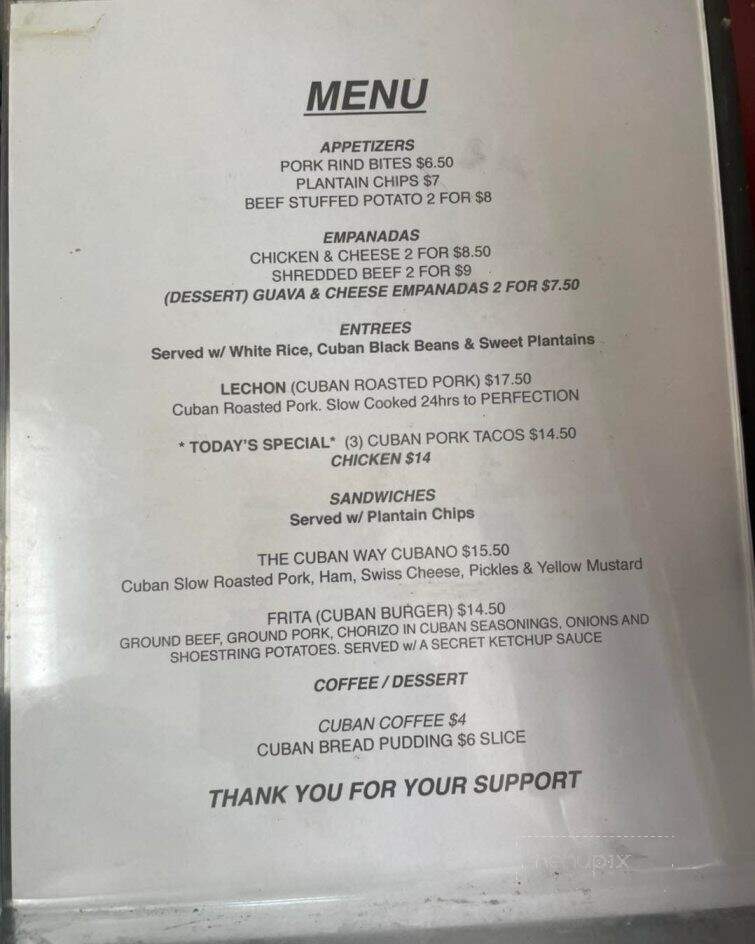 MENU
APPETIZERS
PORK RIND BITES $6.50
PLANTAIN CHIPS $7
BEEF STUFFED POTATO 2 FOR $8
EMPANADAS
CHICKEN & CHEESE 2 FOR $8.50
SHREDDED BEEF 2 FOR $9
(DESSERT) GUAVA & CHEESE EMPANADAS 2 FOR $7.50
ENTREES
Served w/ White Rice, Cuban Black Beans & Sweet Plantains
LECHON (CUBAN ROASTED PORK) $17.50
Cuban Roasted Pork. Slow Cooked 24hrs to PERFECTION
* TODAY'S SPECIAL* (3) CUBAN PORK TACOS $14.50
CHICKEN $14
SANDWICHES
Served w/ Plantain Chips
THE CUBAN WAY CUBANO $15.50
Cuban Slow Roasted Pork, Ham, Swiss Cheese, Pickles & Yellow Mustard
FRITA (CUBAN BURGER) $14.50
GROUND BEEF, GROUND PORK, CHORIZO IN CUBAN SEASONINGS, ONIONS AND
SHOESTRING POTATOES. SERVED w/ A SECRET KETCHUP SAUCE
COFFEE / DESSERT
CUBAN COFFEE $4
CUBAN BREAD PUDDING $6 SLICE
THANK YOU FOR YOUR SUPPORT
menupix